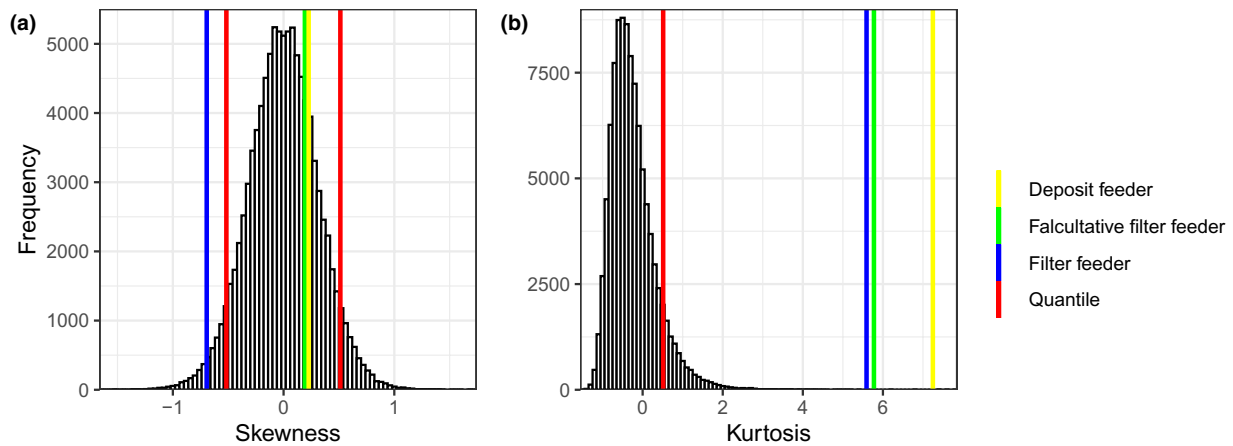 (a)
Frequency
5000
4000
3000
2000
1000
0
−1
0
1
Skewness
(b)
7500
5000
2500
0
0
2
4
6
Kurtosis
Deposit feeder
Falcultative filter feeder
Filter feeder
Quantile